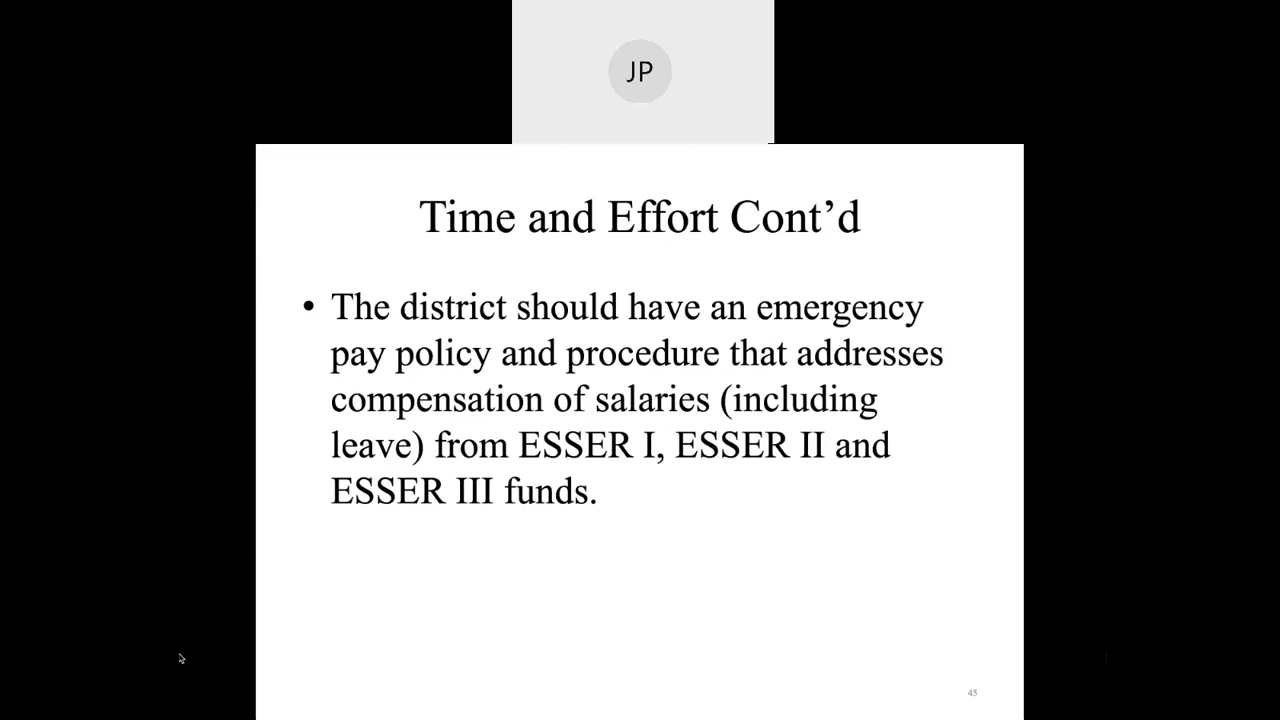 JP
Time and Effort Cont’d
• The district should have an emergency
pay policy and procedure that addresses
compensation of salaries (including
leave) from ESSER I, ESSER II and
ESSER III funds.
45